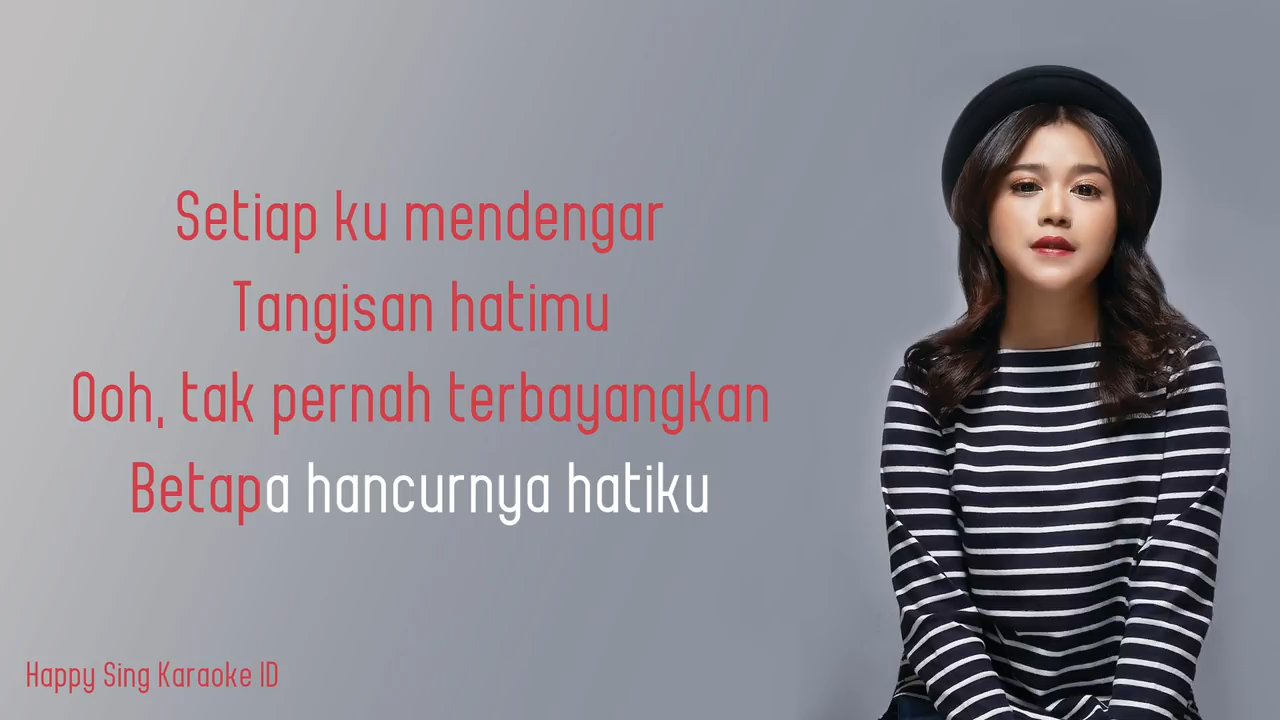 Setiap ku mendengar
Tangisan hatimu
Ooh, tak pernah terbayangkan
Betapa hancurnya hatiku
Happy Sing Karaoke ID